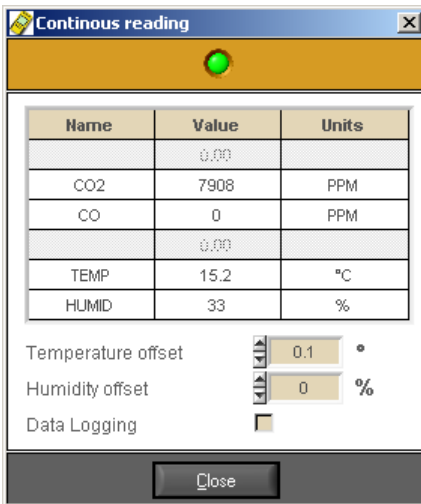 Continous reading
Name Value Units
0.00
CO2 7908 PPM
CO 0 PPM
0.00
TEMP 15.2 °C
HUMID 33 %
Temperature offset 0.1 °
Humidity offset 0 %
Data Logging
Close